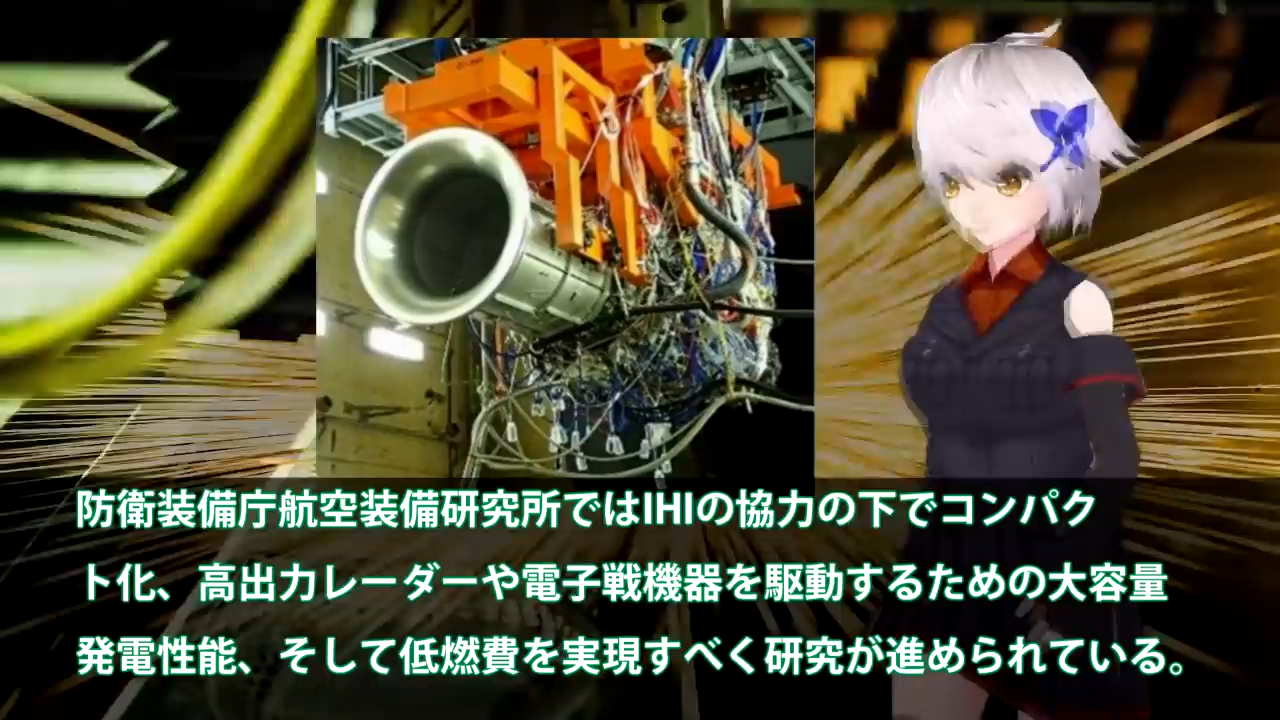 防衛装備庁航空装備研究所ではIHIの協力の下でコンパク
ト化、高出力レーダーや電子戦機器を駆動するための大容量
発電性能、そして低燃費を実現すべく研究が進められている。